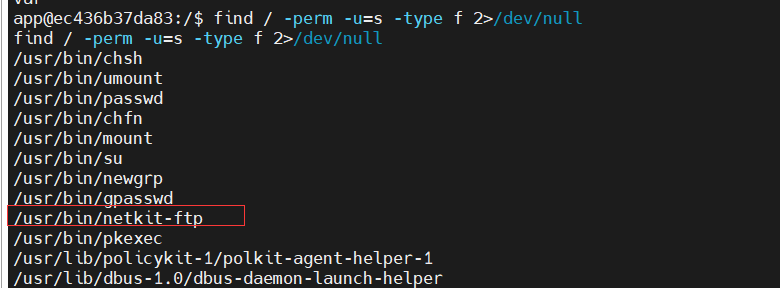 var
app@ec436b37da83:/$ find / -perm -u=s -type f 2>/dev/null
find / -perm -u=s -type f 2>/dev/null
/usr/bin/chsh
/usr/bin/umount
/usr/bin/passwd
/usr/bin/chfn
/usr/bin/mount
/usr/bin/su
/usr/bin/newgrp
/usr/bin/gpasswd
/usr/bin/netkit-ftp
/usr/bin/pkexec
/usr/lib/policykit-1/polkit-agent-helper-1
/usr/lib/dbus-1.0/dbus-daemon-launch-helper